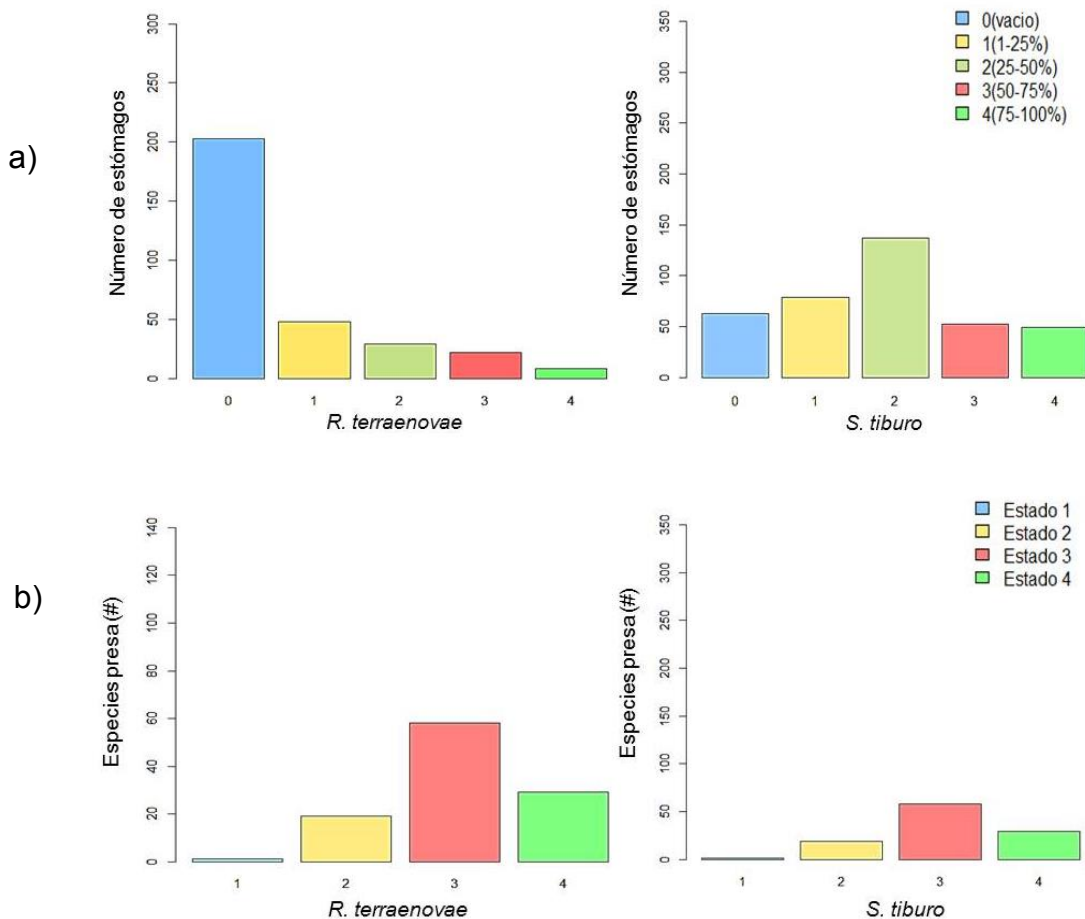 a)
Número de estómagos
300
250
200
150
100
50
0
0 1 2 3 4
R. terraenovae
Número de estómagos
350
300
250
200
150
100
50
0
0 1 2 3 4
S. tiburo
0(vacio)
1(1-25%)
2(25-50%)
3(50-75%)
4(75-100%)
b)
Especies presa (#)
140
120
100
80
60
40
20
0
1 2 3 4
R. terraenovae
Especies presa (#)
350
300
250
200
150
100
50
0
1 2 3 4
S. tiburo
Estado 1
Estado 2
Estado 3
Estado 4